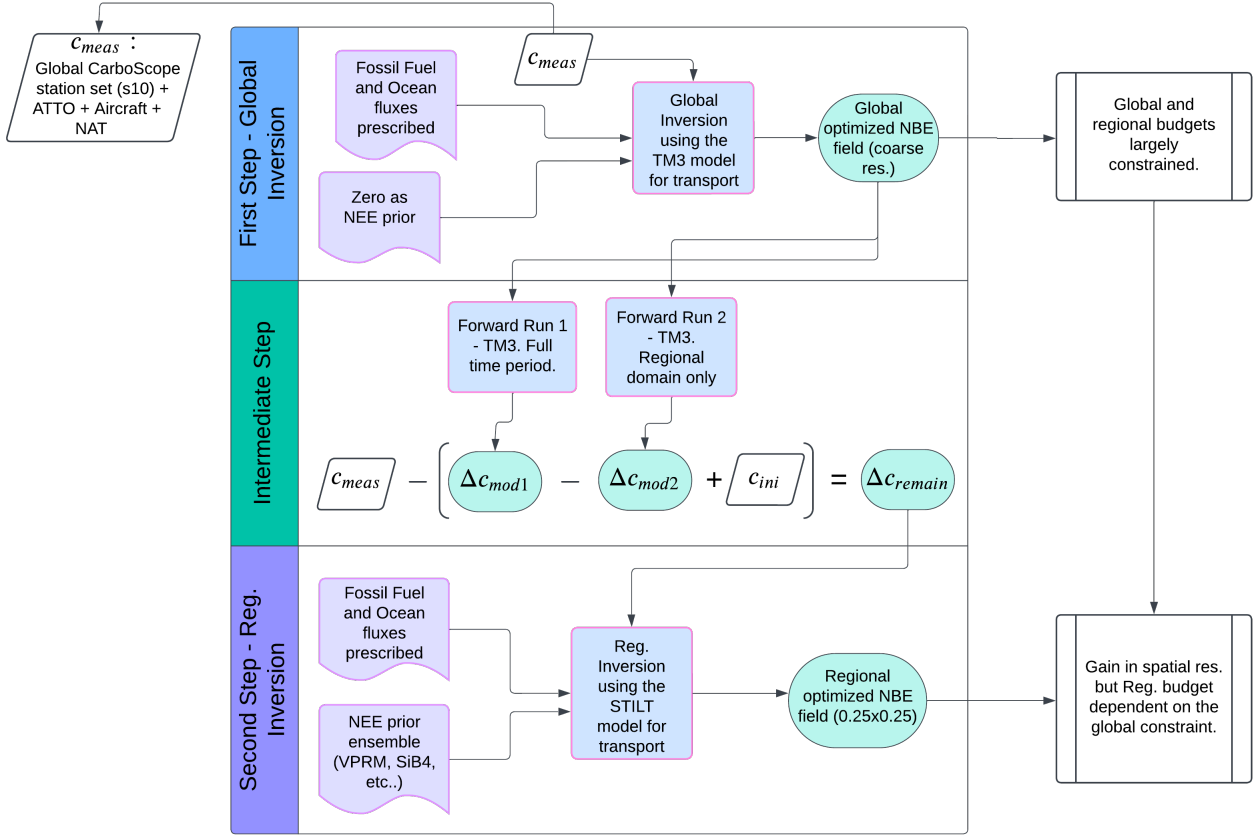 c_meas :
Global CarboScope
station set (s10) +
ATTO + Aircraft +
NAT
First Step - Global
Inversion
Fossil Fuel
and Ocean
fluxes
prescribed
Zero as
NEE prior
c_meas
Global
Inversion
using the
TM3 model
for transport
Global
optimized NBE
field (coarse
res.)
Global and
regional budgets
largely
constrained.
Intermediate Step
Forward Run 1
- TM3. Full
time period.
Forward Run 2
- TM3.
Regional
domain only
c_meas − [ Δc_mod1 − Δc_mod2 + c_ini ] = Δc_remain
Second Step - Reg.
Inversion
Fossil Fuel
and Ocean
fluxes
prescribed
NEE prior
ensemble
(VPRM, SiB4,
etc..)
Reg.
Inversion
using the
STILT
model for
transport
Regional
optimized NBE
field (0.25x0.25)
Gain in spatial res.
but Reg. budget
dependent on the
global constraint.